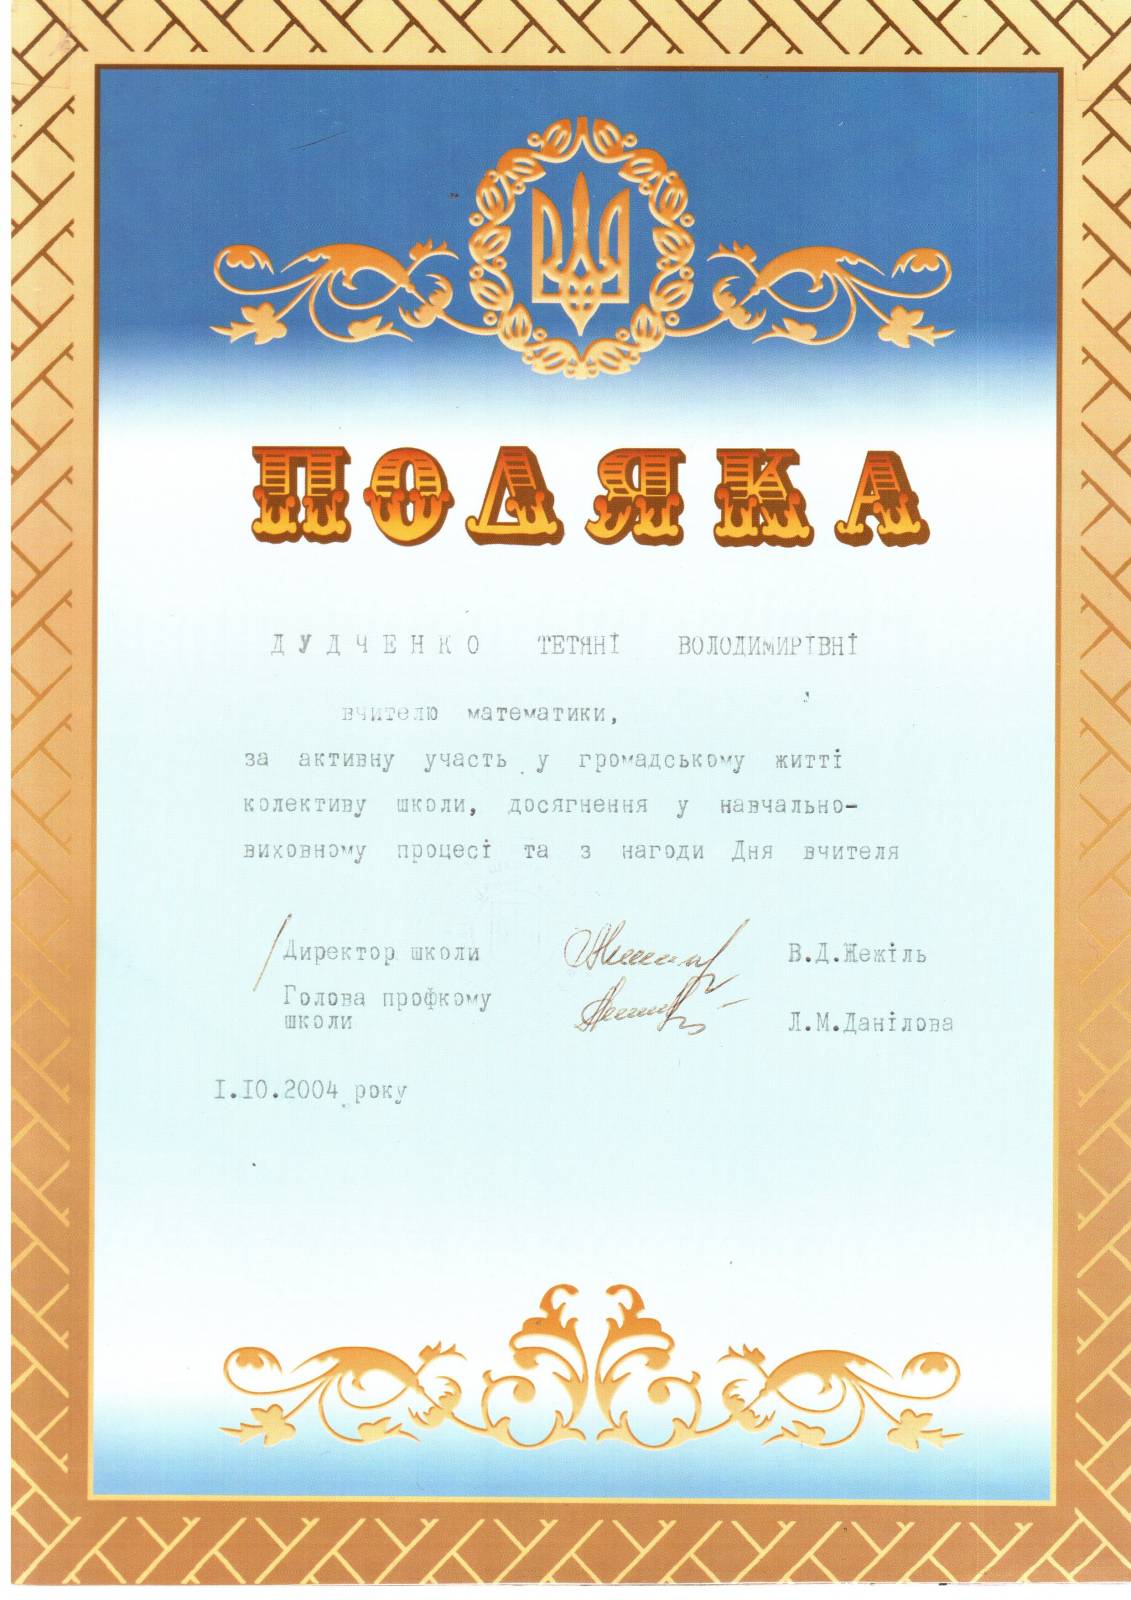 ПОДЯКА
ДУДЧЕНКО ТЕТЯНІ ВОЛОДИМИРІВНІ
вчителю математики,
за активну участь у громадському житті
колективу школи, досягнення у навчально-
виховному процесі та з нагоди Дня вчителя
Директор школи В.Д.Жежіль
Голова профкому
школи Л.М.Данілова
I.IO.2004 року